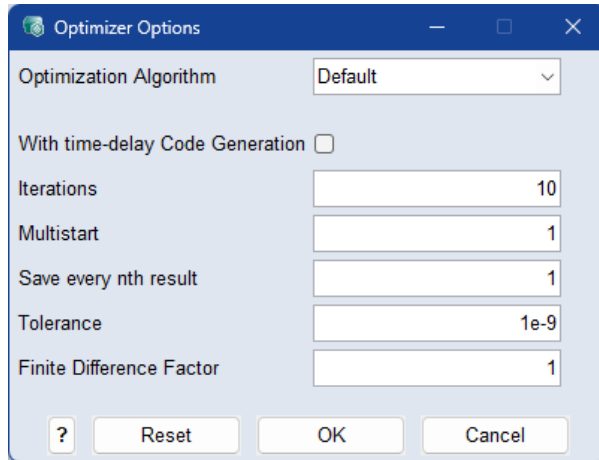 Optimizer Options
Optimization Algorithm Default
With time-delay Code Generation
Iterations 10
Multistart 1
Save every nth result 1
Tolerance 1e-9
Finite Difference Factor 1
? Reset OK Cancel